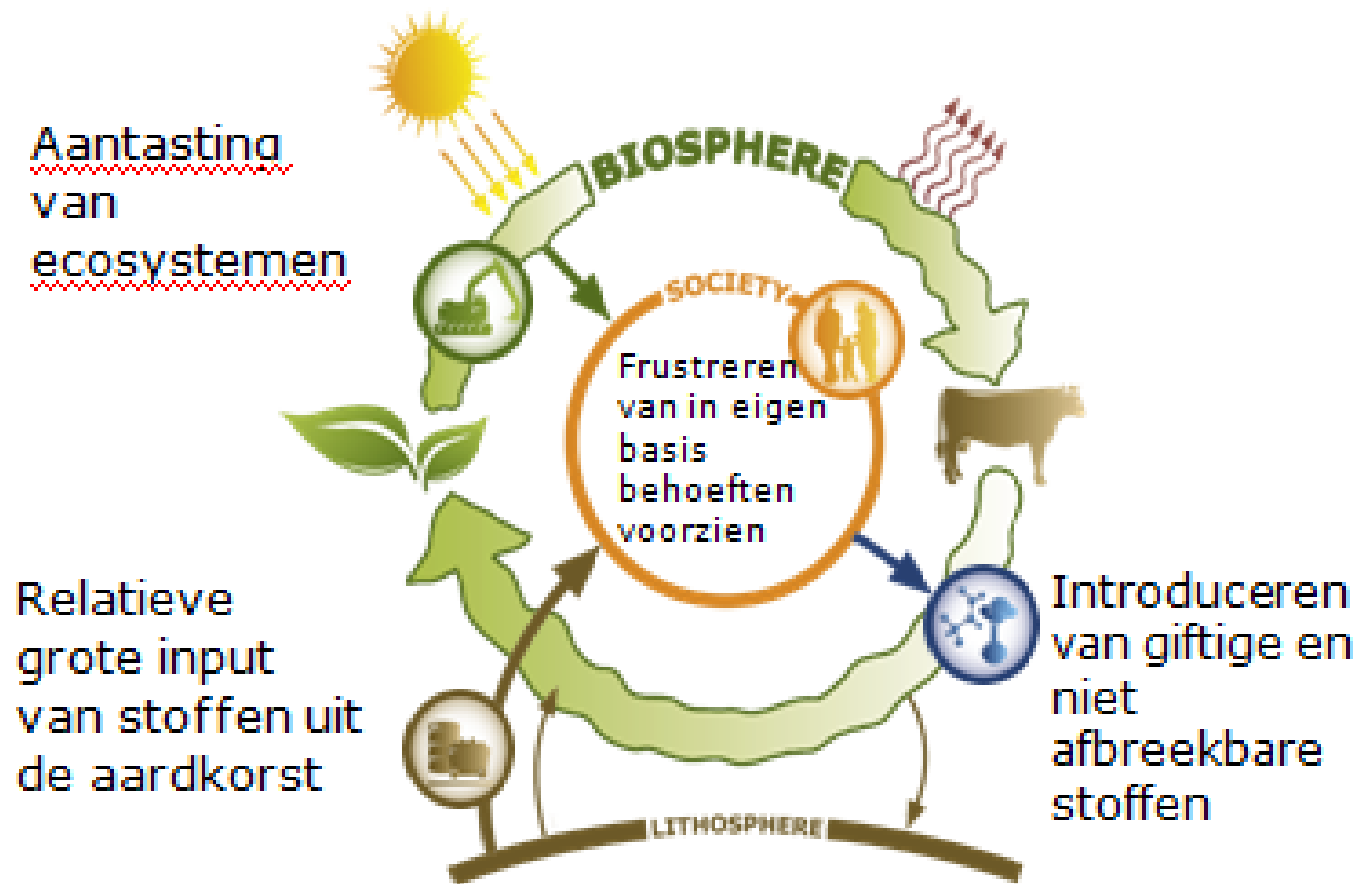 Aantasting
van
ecosystemen
BIOSPHERE
SOCIETY
Frustreren
van in eigen
basis
behoeften
voorzien
Relatieve
grote input
van stoffen uit
de aardkorst
Introduceren
van giftige en
niet
afbreekbare
stoffen
LITHOSPHERE